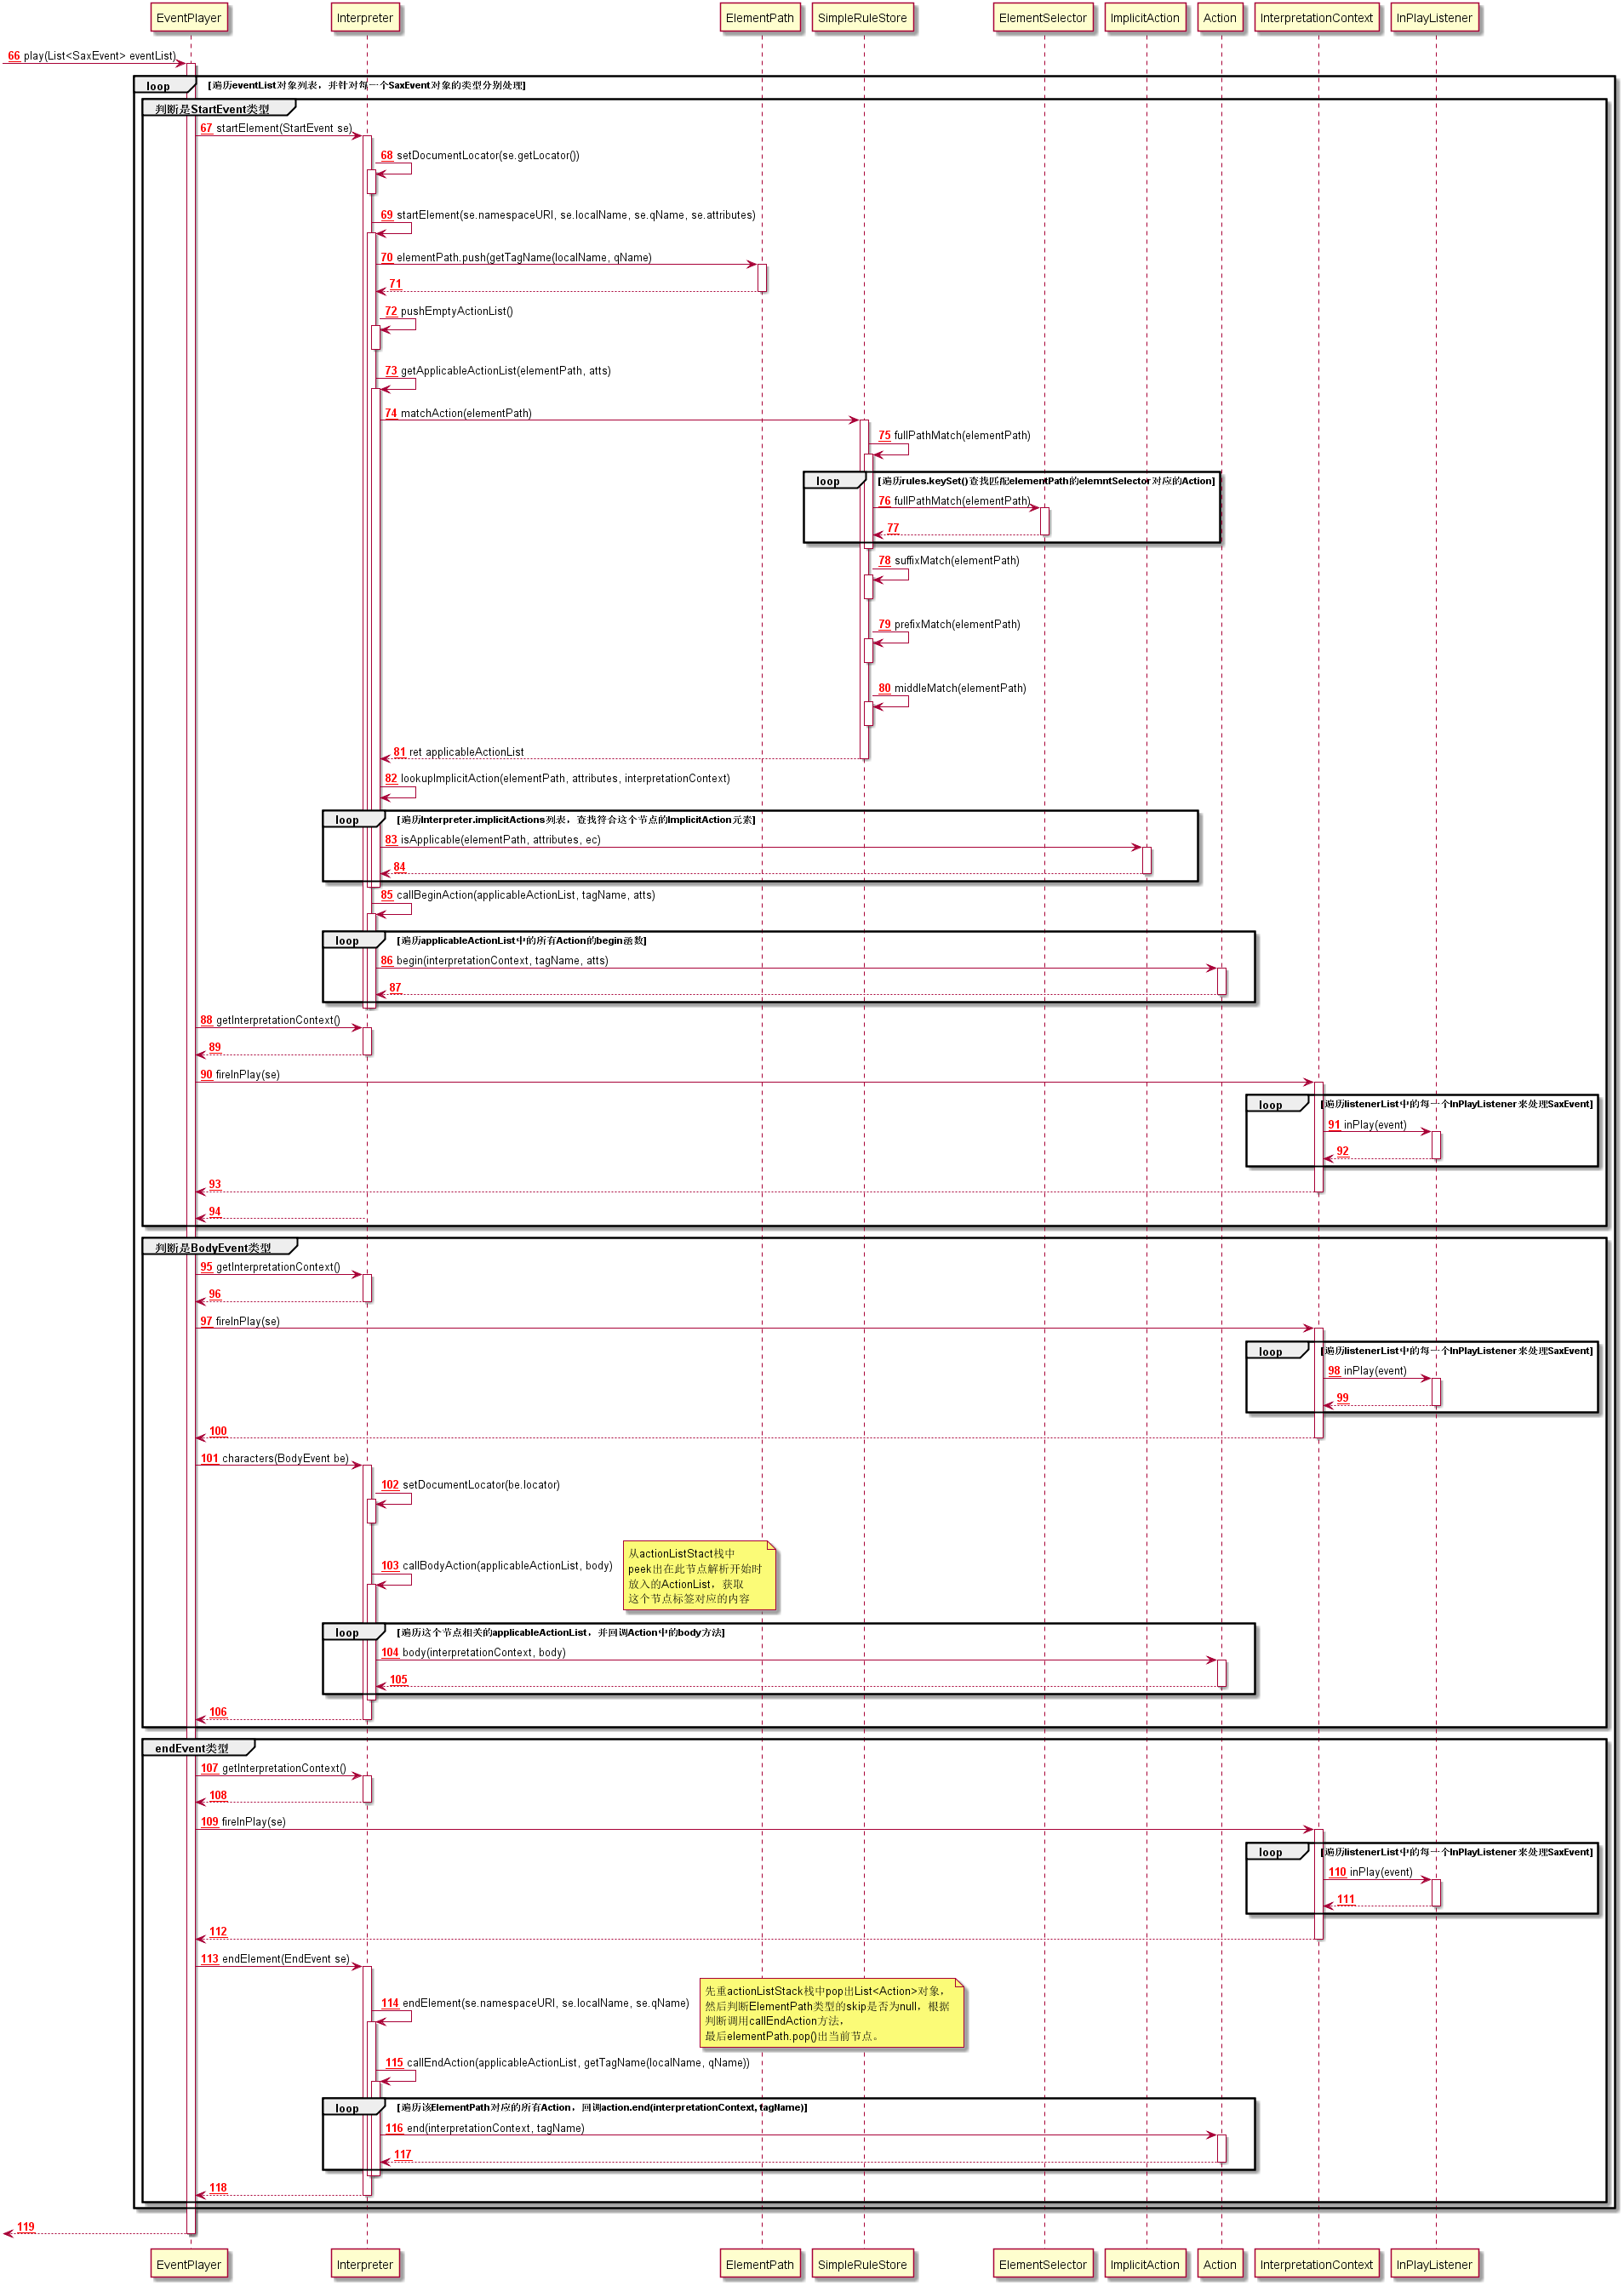 EventPlayer
Interpreter
ElementPath
SimpleRuleStore
ElementSelector
ImplicitAction
Action
InterpretationContext
InPlayListener
66 play(List<SaxEvent> eventList)
loop [遍历eventList对象列表，并针对每一个SaxEvent对象的类型分别处理]
判断是StartEvent类型
67 startElement(StartEvent se)
68 setDocumentLocator(se.getLocator())
69 startElement(se.namespaceURI, se.localName, se.qName, se.attributes)
70 elementPath.push(getTagName(localName, qName)
71
72 pushEmptyActionList()
73 getApplicableActionList(elementPath, atts)
74 matchAction(elementPath)
75 fullPathMatch(elementPath)
loop [遍历rules.keySet()查找匹配elementPath的elemntSelector对应的Action]
76 fullPathMatch(elementPath)
77
78 suffixMatch(elementPath)
79 prefixMatch(elementPath)
80 middleMatch(elementPath)
81 ret applicableActionList
82 lookupImplicitAction(elementPath, attributes, interpretationContext)
loop [遍历Interpreter.implicitActions列表，查找符合这个节点的ImplicitAction元素]
83 isApplicable(elementPath, attributes, ec)
84
85 callBeginAction(applicableActionList, tagName, atts)
loop [遍历applicableActionList中的所有Action的begin函数]
86 begin(interpretationContext, tagName, atts)
87
88 getInterpretationContext()
89
90 fireInPlay(se)
loop [遍历listenerList中的每一个InPlayListener来处理SaxEvent]
91 inPlay(event)
92
93
94
判断是BodyEvent类型
95 getInterpretationContext()
96
97 fireInPlay(se)
loop [遍历listenerList中的每一个InPlayListener来处理SaxEvent]
98 inPlay(event)
99
100
101 characters(BodyEvent be)
102 setDocumentLocator(be.locator)
103 callBodyAction(applicableActionList, body)
从actionListStact栈中
peek出在此节点解析开始时
放入的ActionList，获取
这个节点标签对应的内容
loop [遍历这个节点相关的applicableActionList，并回调Action中的body方法]
104 body(interpretationContext, body)
105
106
endEvent类型
107 getInterpretationContext()
108
109 fireInPlay(se)
loop [遍历listenerList中的每一个InPlayListener来处理SaxEvent]
110 inPlay(event)
111
112
113 endElement(EndEvent se)
114 endElement(se.namespaceURI, se.localName, se.qName)
先重actionListStack栈中pop出List<Action>对象，
然后判断ElementPath类型的skip是否为null，根据
判断调用callEndAction方法，
最后elementPath.pop()出当前节点。
115 callEndAction(applicableActionList, getTagName(localName, qName))
loop [遍历该ElementPath对应的所有Action，回调action.end(interpretationContext, tagName)]
116 end(interpretationContext, tagName)
117
118
119
EventPlayer
Interpreter
ElementPath
SimpleRuleStore
ElementSelector
ImplicitAction
Action
InterpretationContext
InPlayListener